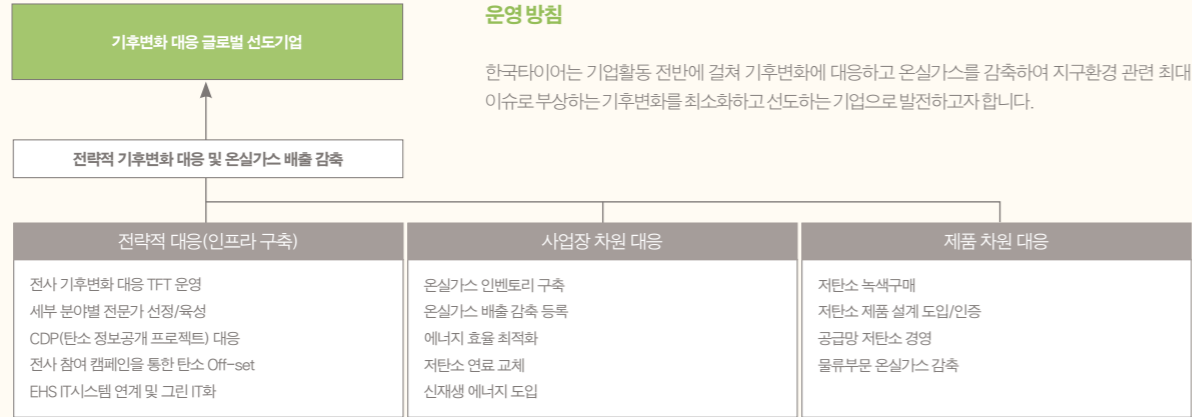 기후변화 대응 글로벌 선도기업
운영 방침
한국타이어는 기업활동 전반에 걸쳐 기후변화에 대응하고 온실가스를 감축하여 지구환경 관련 최대
이슈로 부상하는 기후변화를 최소화하고 선도하는 기업으로 발전하고자 합니다.
전략적 기후변화 대응 및 온실가스 배출 감축
전략적 대응(인프라 구축)
전사 기후변화 대응 TFT 운영
세부 분야별 전문가 선정/육성
CDP(탄소 정보공개 프로젝트) 대응
전사 참여 캠페인을 통한 탄소 Off-set
EHS IT시스템 연계 및 그린 IT화
사업장 차원 대응
온실가스 인벤토리 구축
온실가스 배출 감축 등록
에너지 효율 최적화
저탄소 연료 교체
신재생 에너지 도입
제품 차원 대응
저탄소 녹색구매
저탄소 제품 설계 도입/인증
공급망 저탄소 경영
물류부문 온실가스 감축